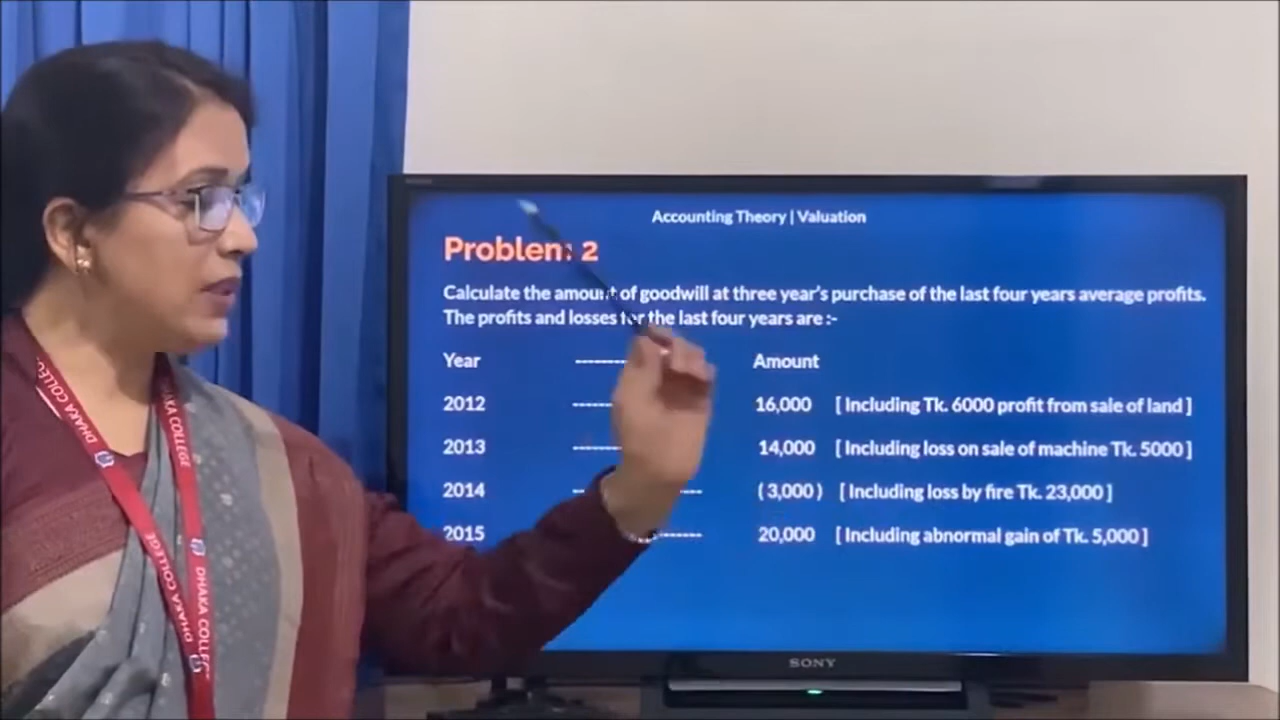 Accounting Theory | Valuation
Problem 2
Calculate the amount of goodwill at three year's purchase of the last four years average profits.
The profits and losses for the last four years are :-
Year -------- Amount
2012 ------ 16,000 [ Including Tk. 6000 profit from sale of land ]
2013 ------ 14,000 [ Including loss on sale of machine Tk. 5000 ]
2014 -------- ( 3,000 ) [ Including loss by fire Tk. 23,000 ]
2015 ------ 20,000 [ Including abnormal gain of Tk. 5,000 ]
SONY
DHAKA COLLEGE
DHAKA COLLEGE
DHAKA COLLEGE